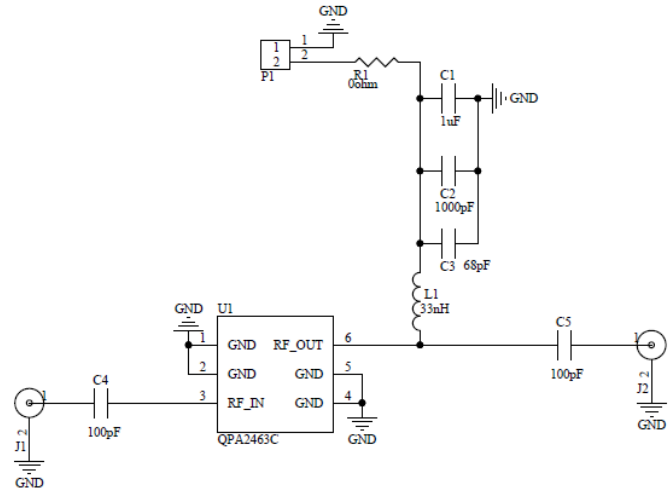 GND
1
1
2
2
P1
R1
0ohm
C1
1uF
GND
C2
1000pF
C3
68pF
L1
33nH
U1
GND
1
GND
RF_OUT
6
2
GND
GND
5
3
RF_IN
GND
4
QPA2463C
GND
C4
100pF
1
2
J1
GND
C5
100pF
1
2
J2
GND